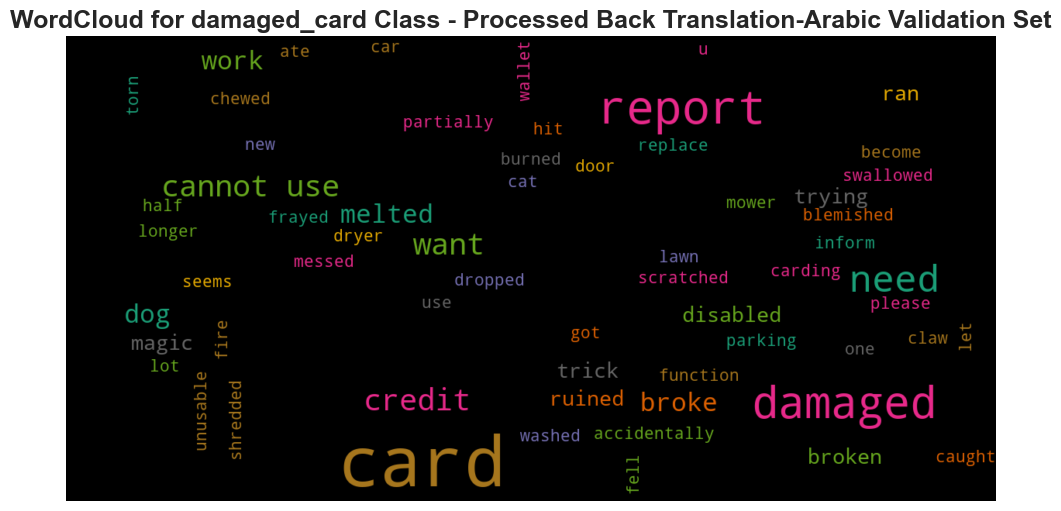 WordCloud for damaged_card Class - Processed Back Translation-Arabic Validation Set
car
u
ate
work
wallet
torn
ran
chewed
report
partially
hit
new
replace
become
burned
door
swallowed
cat
cannot use
trying
mower
half
blemished
frayed
melted
longer
dryer
want
inform
lawn
messed
carding
scratched
need
seems
dropped
use
please
dog
disabled
got
fire
let
claw
magic
parking
one
lot
trick
function
unusable
shredded
credit
ruined
broke
damaged
washed
accidentally
card
broken
caught
fell